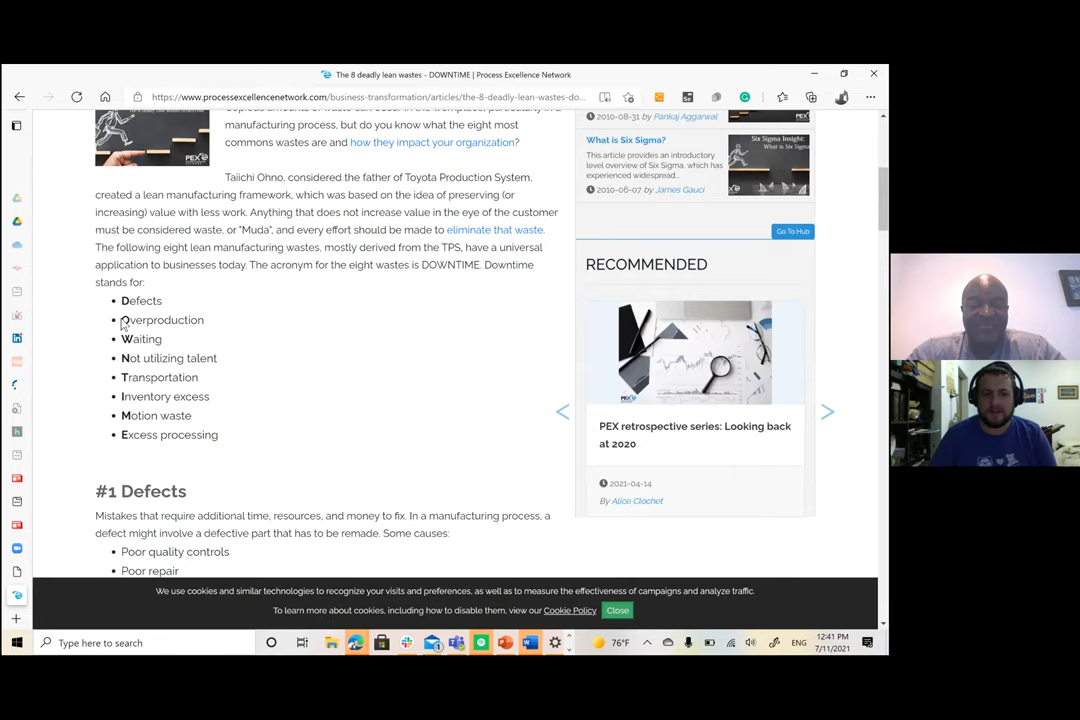 The 8 deadly lean wastes - DOWNTIME | Process Excellence Network
https://www.processexcellencenetwork.com/business-transformation/articles/the-8-deadly-lean-wastes-do...
manufacturing process, but do you know what the eight most
commons wastes are and how they impact your organization?
Taiichi Ohno, considered the father of Toyota Production System,
created a lean manufacturing framework, which was based on the idea of preserving (or
increasing) value with less work. Anything that does not increase value in the eye of the customer
must be considered waste, or "Muda", and every effort should be made to eliminate that waste.
The following eight lean manufacturing wastes, mostly derived from the TPS, have a universal
application to businesses today. The acronym for the eight wastes is DOWNTIME. Downtime
stands for:
• Defects
• Overproduction
• Waiting
• Not utilizing talent
• Transportation
• Inventory excess
• Motion waste
• Excess processing
#1 Defects
Mistakes that require additional time, resources, and money to fix. In a manufacturing process, a
defect might involve a defective part that has to be remade. Some causes:
• Poor quality controls
• Poor repair
2010-08-31 by Pankaj Aggarwal
What is Six Sigma?
This article provides an introductory
level overview of Six Sigma, which has
experienced widespread...
2010-06-07 by James Gauci
Six Sigma Insight:
What is Six Sigma
Go To Hub
RECOMMENDED
PEX
PEX retrospective series: Looking back
at 2020
2021-04-14
By Alice Clochet
We use cookies and similar technologies to recognize your visits and preferences, as well as to measure the effectiveness of campaigns and analyze traffic.
To learn more about cookies, including how to disable them, view our Cookie Policy Close
Type here to search
76°F
ENG
12:41 PM
7/11/2021